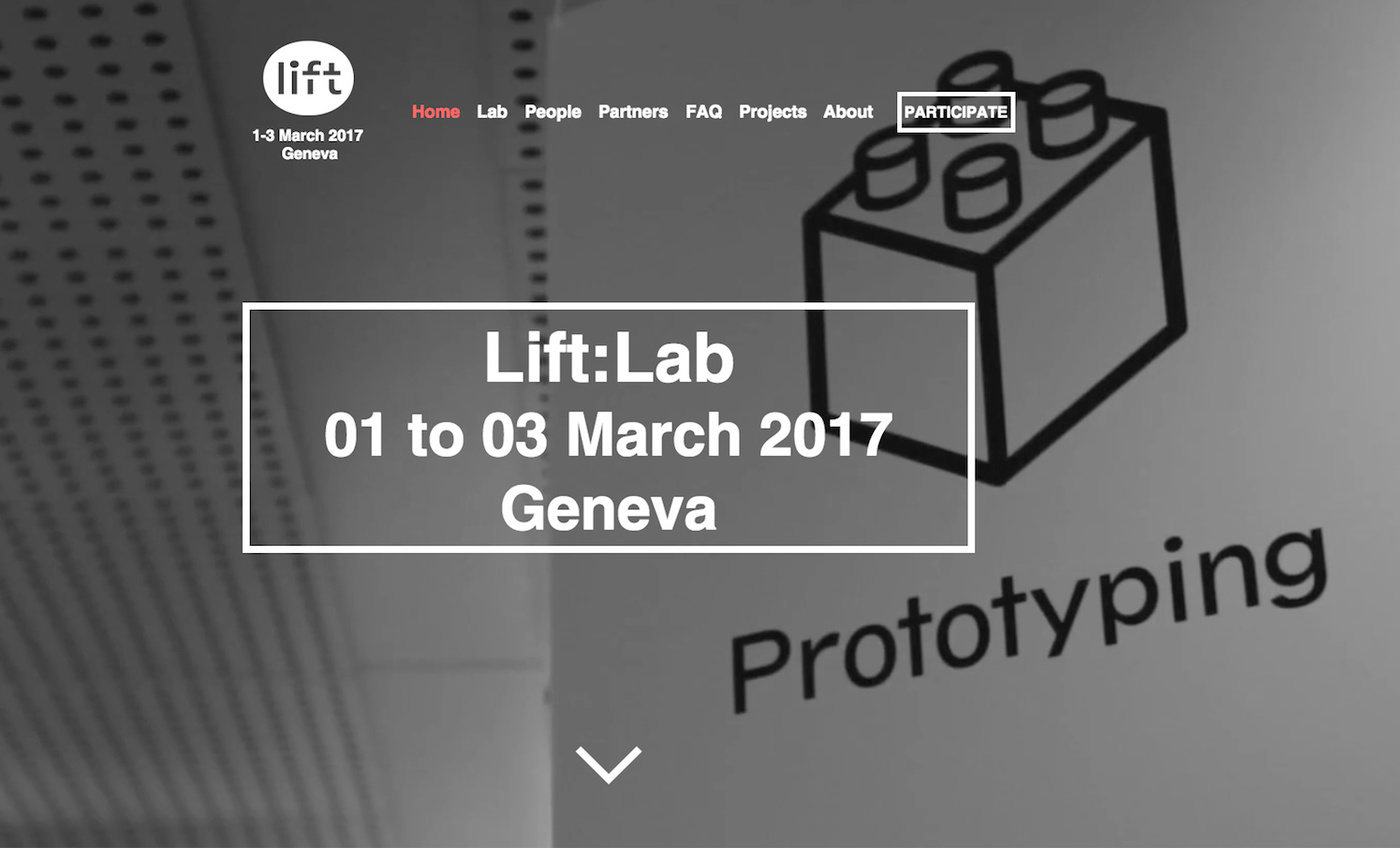 lift
1-3 March 2017
Geneva
Home Lab People Partners FAQ Projects About PARTICIPATE
Lift:Lab
01 to 03 March 2017
Geneva
Prototyping